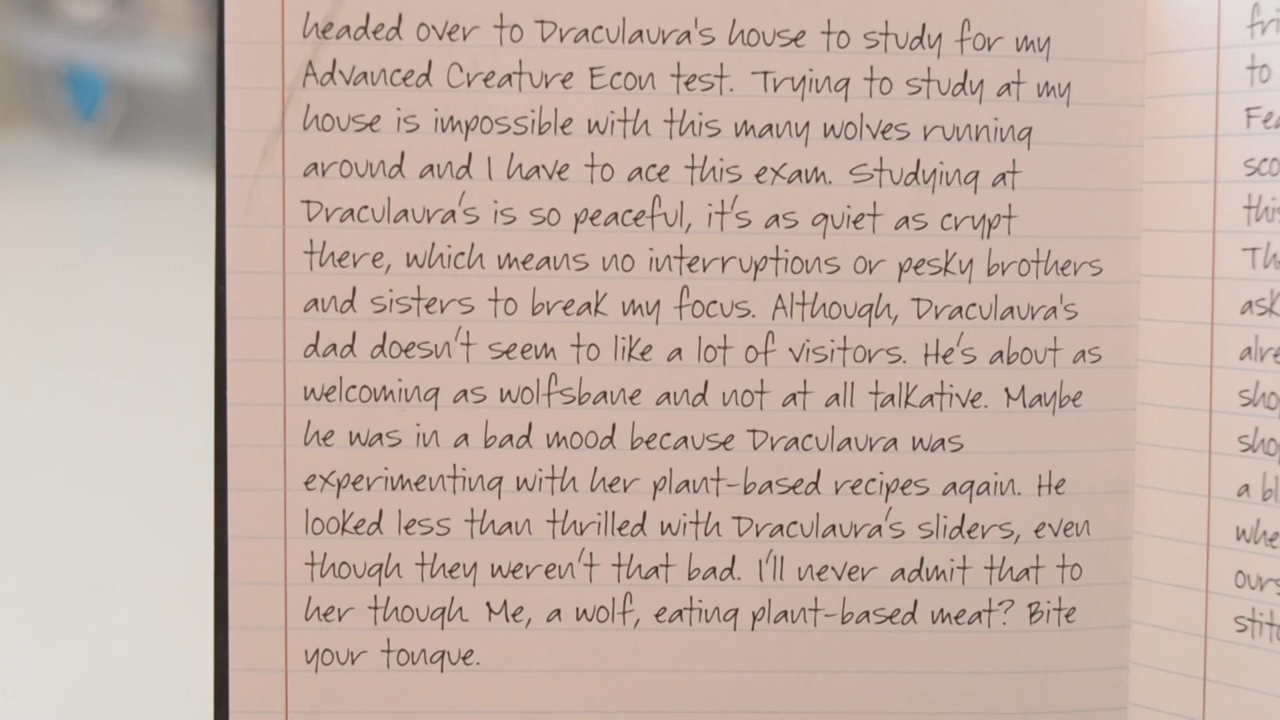 headed over to Draculaura's house to study for my
Advanced Creature Econ test. Trying to study at my
house is impossible with this many wolves running
around and I have to ace this exam. Studying at
Draculaura's is so peaceful, it's as quiet as crypt
there, which means no interruptions or pesky brothers
and sisters to break my focus. Although, Draculaura's
dad doesn't seem to like a lot of visitors. He's about as
welcoming as wolfsbane and not at all talkative. Maybe
he was in a bad mood because Draculaura was
experimenting with her plant-based recipes again. He
looked less than thrilled with Draculaura's sliders, even
though they weren't that bad. I'll never admit that to
her though. Me, a wolf, eating plant-based meat? Bite
your tongue.
to
a